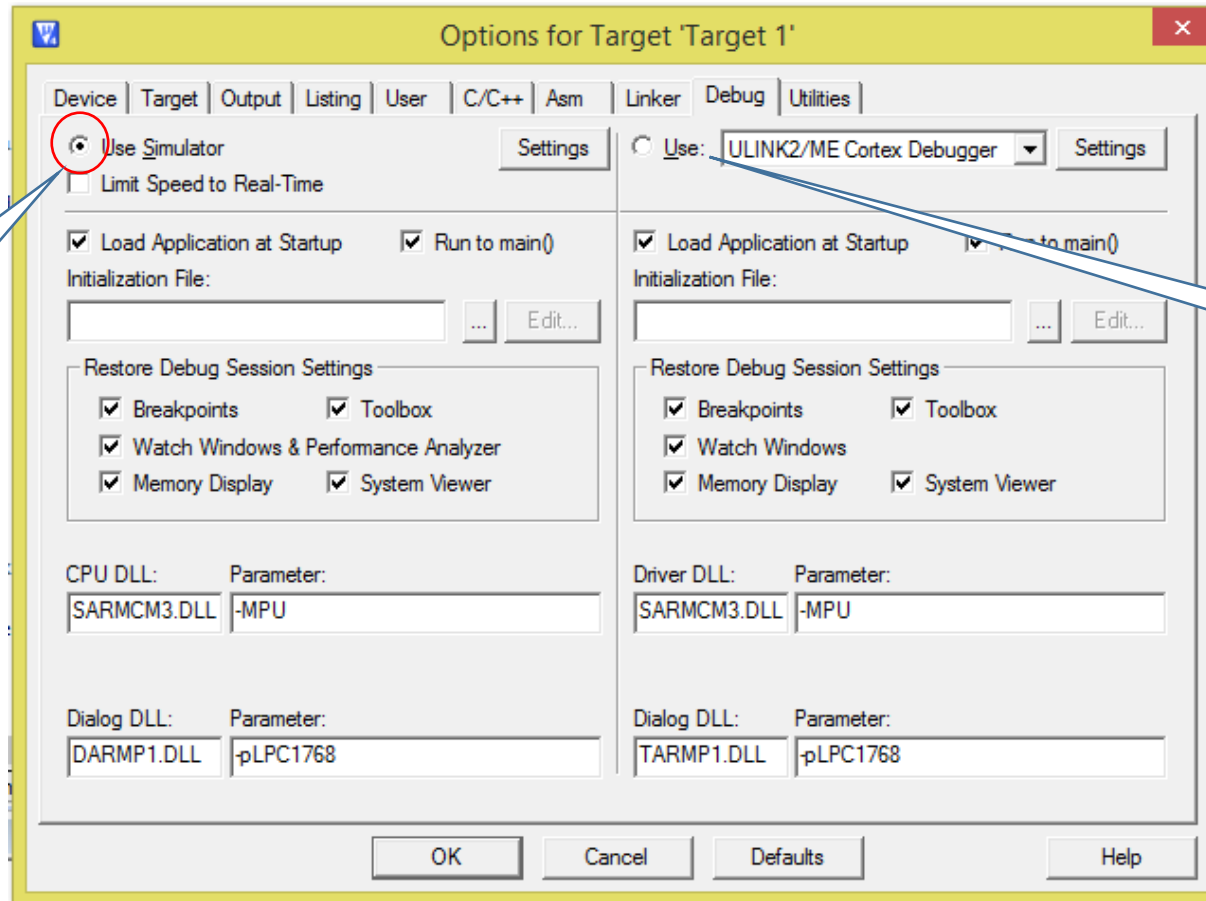 Options for Target 'Target 1'
Device Target Output Listing User C/C++ Asm Linker Debug Utilities
Use Simulator Settings
Limit Speed to Real-Time
Use: ULINK2/ME Cortex Debugger Settings
Load Application at Startup Run to main()
Initialization File:
... Edit...
Restore Debug Session Settings
Breakpoints Toolbox
Watch Windows & Performance Analyzer
Memory Display System Viewer
Load Application at Startup Run to main()
Initialization File:
... Edit...
Restore Debug Session Settings
Breakpoints Toolbox
Watch Windows
Memory Display System Viewer
CPU DLL: Parameter:
SARMCM3.DLL -MPU
Driver DLL: Parameter:
SARMCM3.DLL -MPU
Dialog DLL: Parameter:
DARMP1.DLL -pLPC1768
Dialog DLL: Parameter:
TARMP1.DLL -pLPC1768
OK Cancel Defaults Help